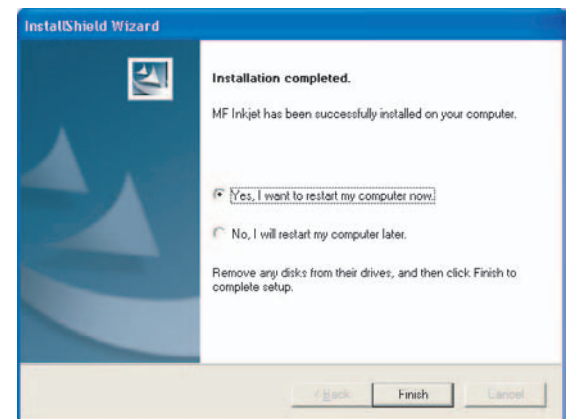 InstallShield Wizard
Installation completed.
MF Inkjet has been successfully installed on your computer.
Yes, I want to restart my computer now.
No, I will restart my computer later.
Remove any disks from their drives, and then click Finish to
complete setup.
< Back
Finish
Cancel